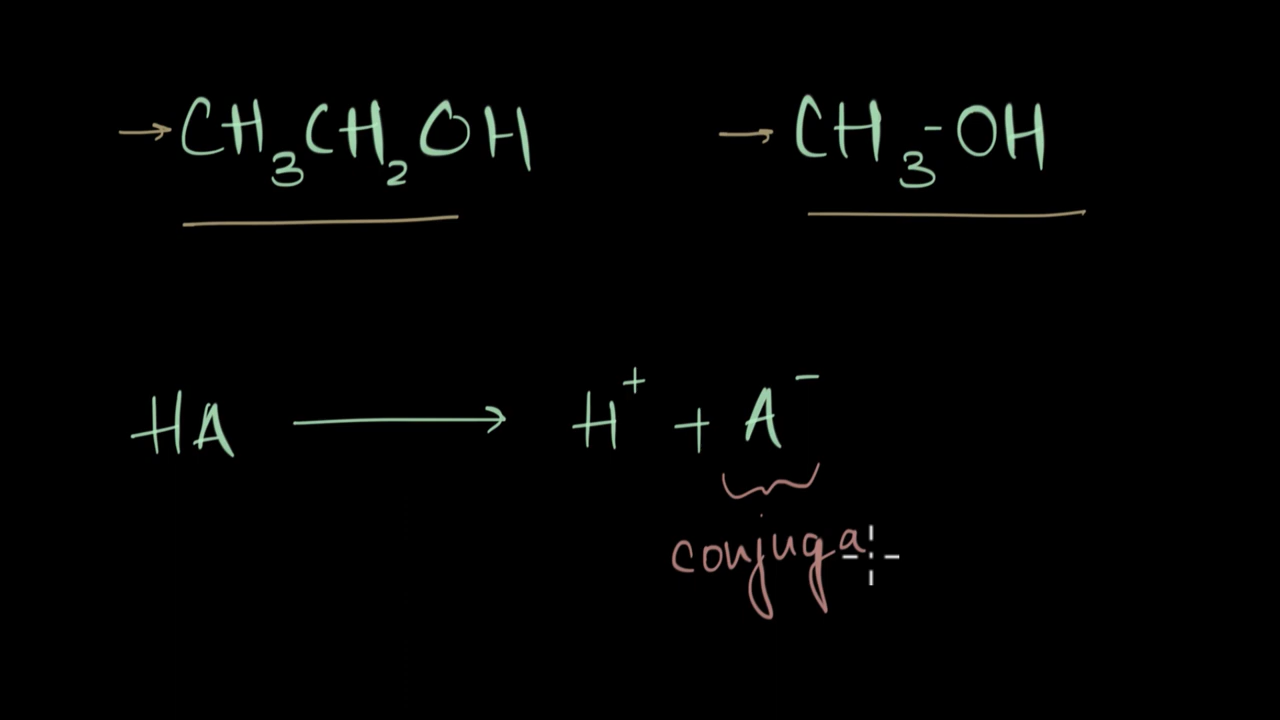 →CH₃CH₂OH →CH₃-OH
HA ⟶ H⁺ + A⁻
conjuga